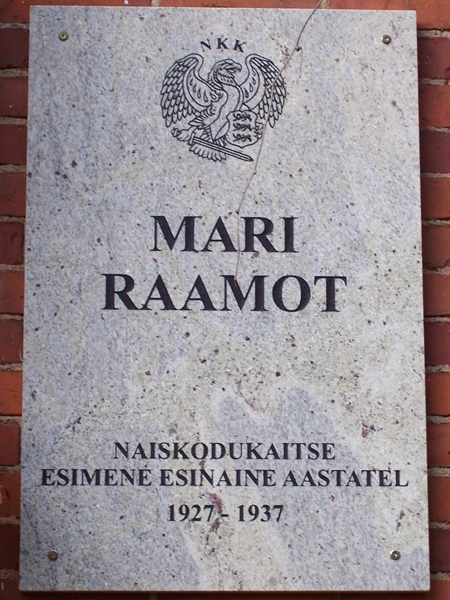 NKK
MARI
RAAMOT
NAISKODUKAITSE
ESIMENE ESINAINE AASTATEL
1927 - 1937